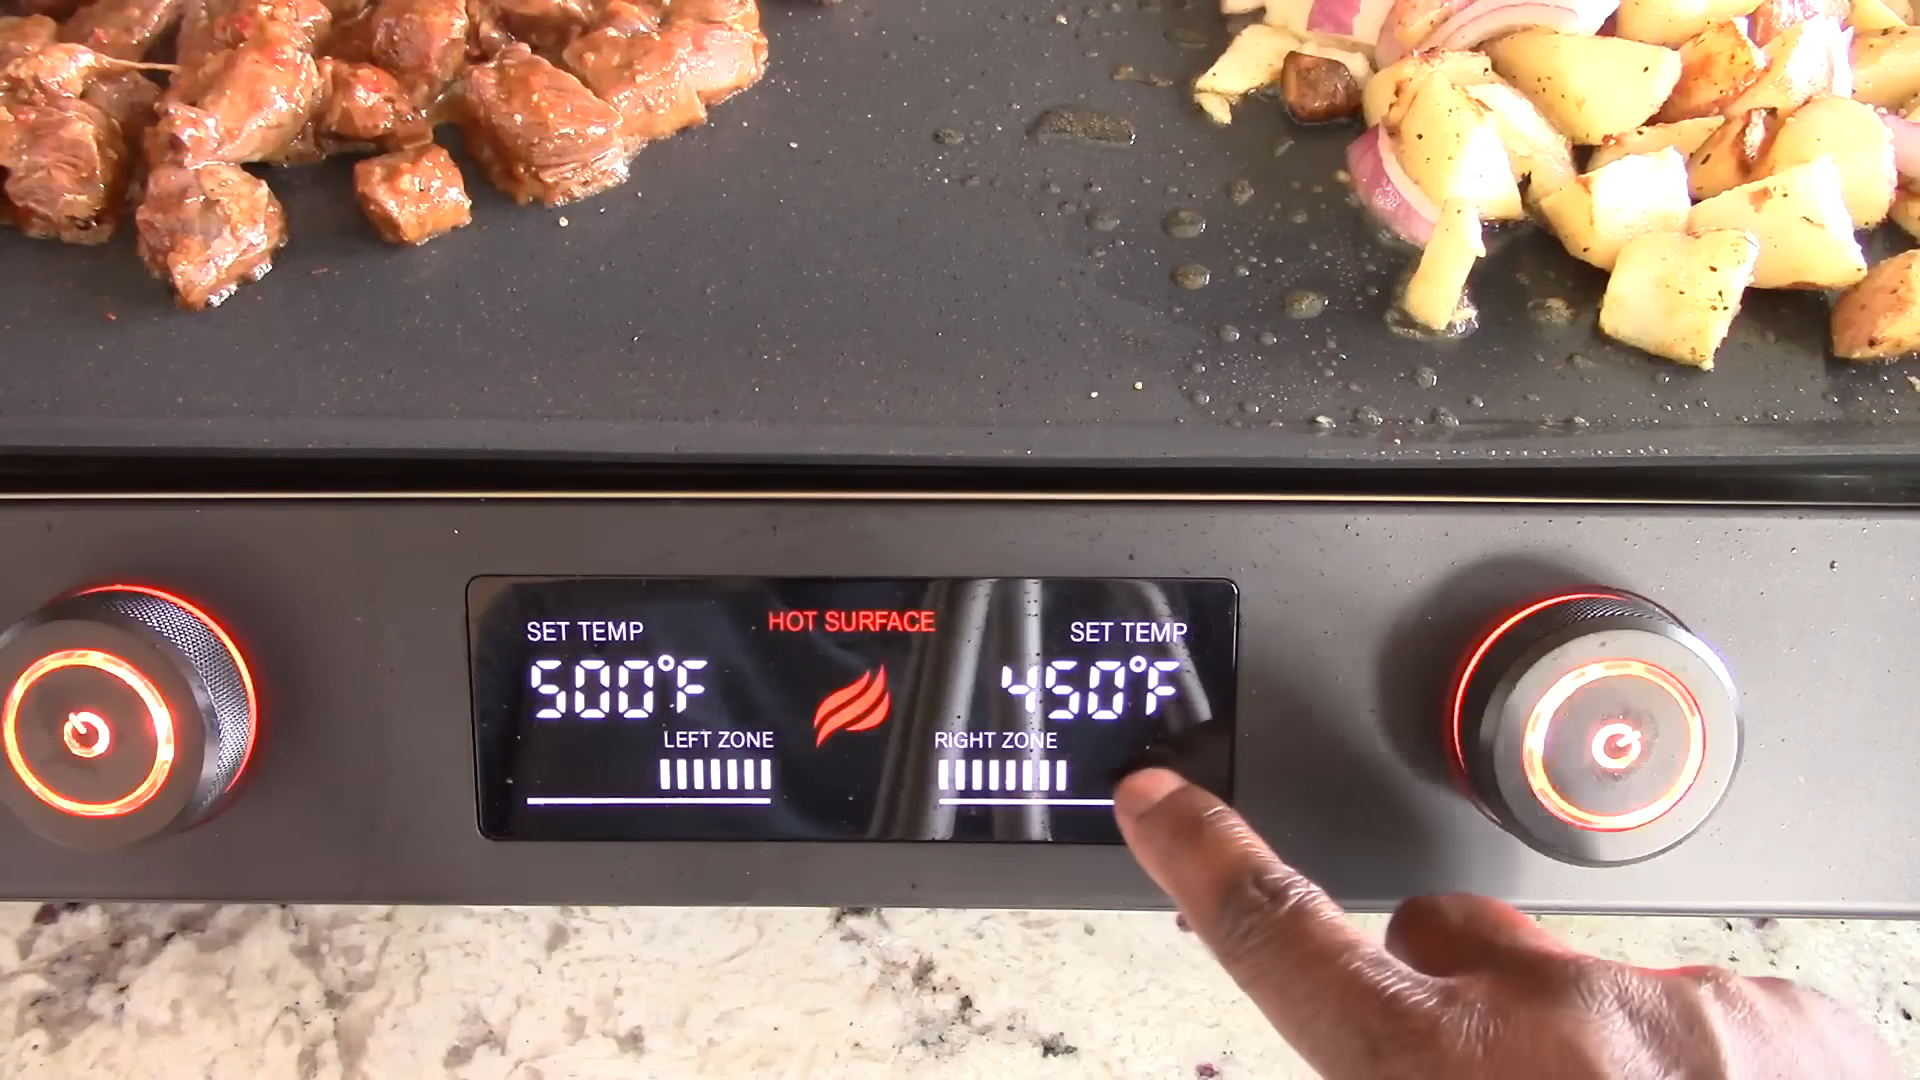 HOT SURFACE
SET TEMP
500°F
LEFT ZONE
SET TEMP
450°F
RIGHT ZONE